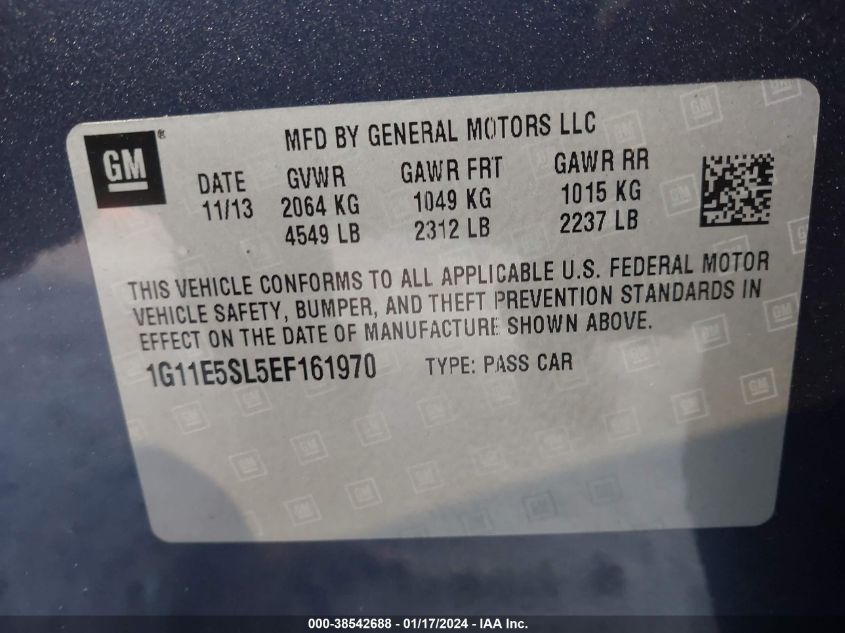 GM ®
MFD BY GENERAL MOTORS LLC
DATE GVWR GAWR FRT GAWR RR
11/13 2064 KG 1049 KG 1015 KG
4549 LB 2312 LB 2237 LB
THIS VEHICLE CONFORMS TO ALL APPLICABLE U.S. FEDERAL MOTOR
VEHICLE SAFETY, BUMPER, AND THEFT PREVENTION STANDARDS IN
EFFECT ON THE DATE OF MANUFACTURE SHOWN ABOVE.
1G11E5SL5EF161970 TYPE: PASS CAR
000-38542688 - 01/17/2024 - IAA Inc.